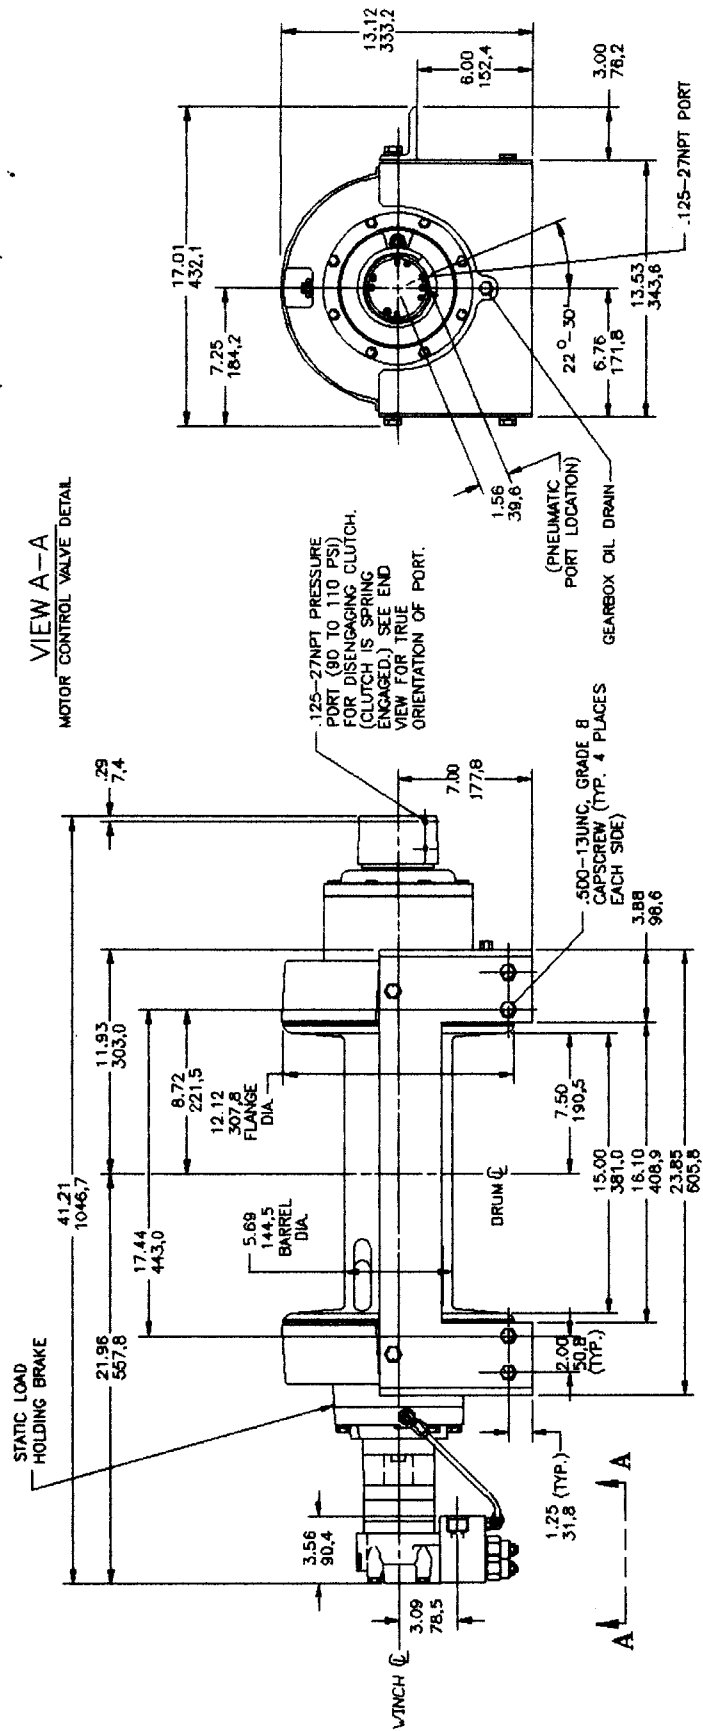 VIEW A-A
MOTOR CONTROL VALVE DETAIL
STATIC LOAD
HOLDING BRAKE
41.21
1046,7
21.96
557,8
11.93
303,0
.29
7,4
17.44
443,0
8.72
221,5
12.12
307,8
FLANGE
DIA.
5.69
144,5
BARREL
DIA.
3.56
90,4
3.09
78,5
WINCH ℄
DRUM ℄
.125-27NPT PRESSURE
PORT (90 TO 110 PSI)
FOR DISENGAGING CLUTCH.
(CLUTCH IS SPRING
ENGAGED.) SEE END
VIEW FOR TRUE
ORIENTATION OF PORT.
7.00
177,8
.500-13UNC, GRADE 8
CAPSCREW (TYP. 4 PLACES
EACH SIDE)
3.88
98,6
7.50
190,5
15.00
381,0
16.10
408,9
23.85
605,8
2.00
50,8
(TYP.)
1.25 (TYP.)
31,8
A
A
17.01
432,1
7.25
184,2
13.12
333,2
6.00
152,4
3.00
76,2
.125-27NPT PORT
13.53
343,6
22°-30'
6.76
171,8
1.56
39,6
(PNEUMATIC
PORT LOCATION)
GEARBOX OIL DRAIN